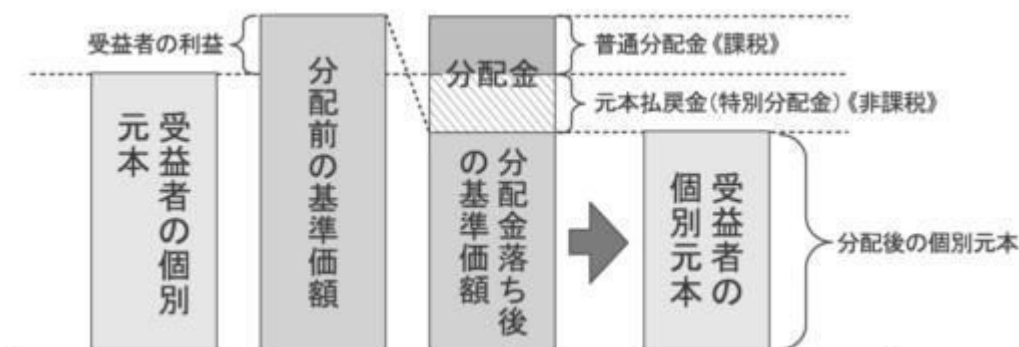 受益者の利益
受益者の個別
元本
分配前の基準価額
分配金
分配金落ち後
の基準価額
普通分配金《課税》
元本払戻金(特別分配金)《非課税》
受益者の
個別元本
分配後の個別元本